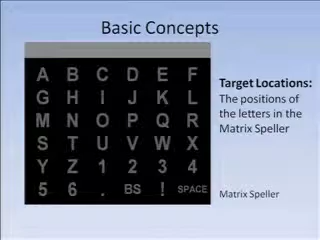 Basic Concepts
A B C D E F
G H I J K L
M N O P Q R
S T U V W X
Y Z 1 2 3 4
5 6 . BS ! SPACE
Target Locations:
The positions of
the letters in the
Matrix Speller
Matrix Speller